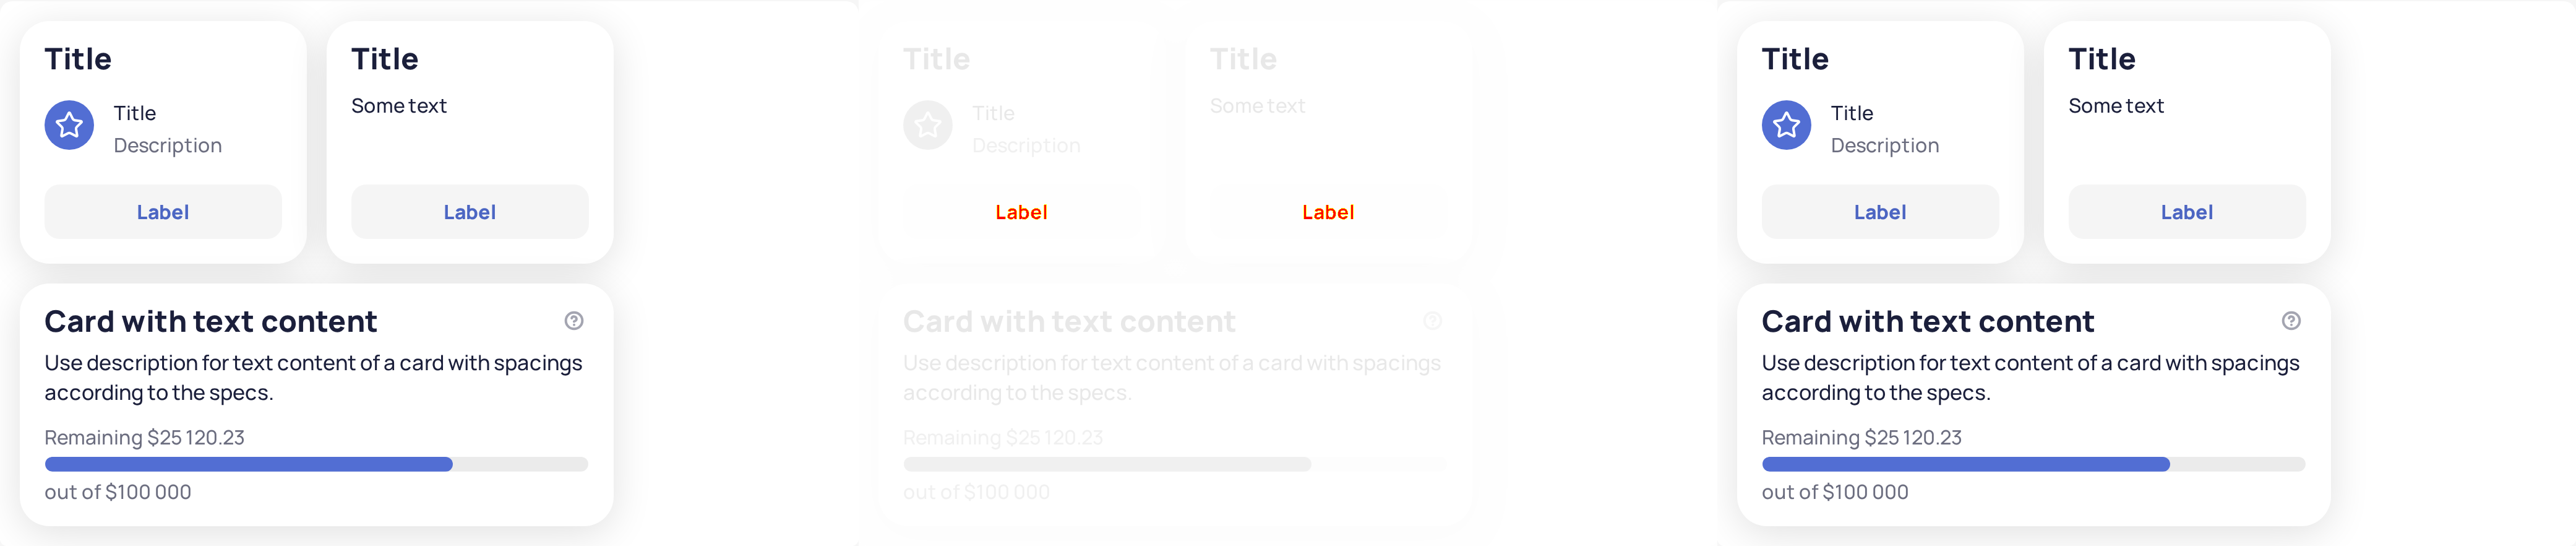 Title
Title
Description
Label
Title
Some text
Label
Card with text content
Use description for text content of a card with spacings
according to the specs.
Remaining $25 120.23
out of $100 000
Title
Title
Description
Label
Title
Some text
Label
Card with text content
Use description for text content of a card with spacings
according to the specs.
Remaining $25 120.23
out of $100 000
Title
Title
Description
Label
Title
Some text
Label
Card with text content
Use description for text content of a card with spacings
according to the specs.
Remaining $25 120.23
out of $100 000